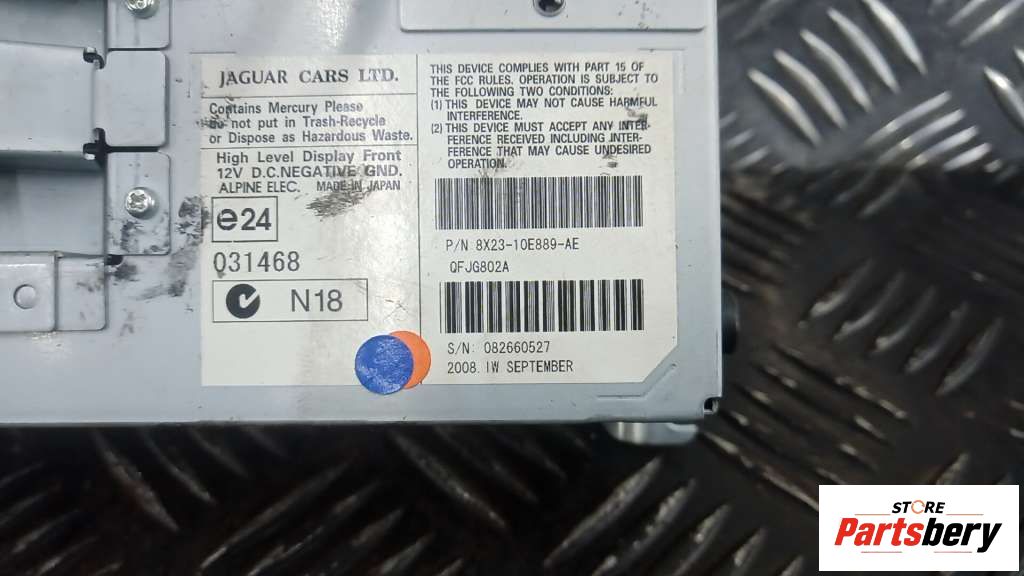 JAGUAR CARS LTD.
Contains Mercury Please
do not put in Trash-Recycle
or Dispose as Hazardous Waste.
High Level Display Front
12V D.C.NEGATIVE GND.
ALPINE ELEC. MADE IN JAPAN
e24
031468
N18
THIS DEVICE COMPLIES WITH PART 15 OF
THE FCC RULES. OPERATION IS SUBJECT TO
THE FOLLOWING TWO CONDITIONS:
(1) THIS DEVICE MAY NOT CAUSE HARMFUL
INTERFERENCE.
(2) THIS DEVICE MUST ACCEPT ANY INTER-
FERENCE RECEIVED INCLUDING INTER-
FERENCE THAT MAY CAUSE UNDESIRED
OPERATION.
P/N 8X23-10E889-AE
QFJG802A
S/N: 082660527
2008. 1W SEPTEMBER
STORE
Partsbery